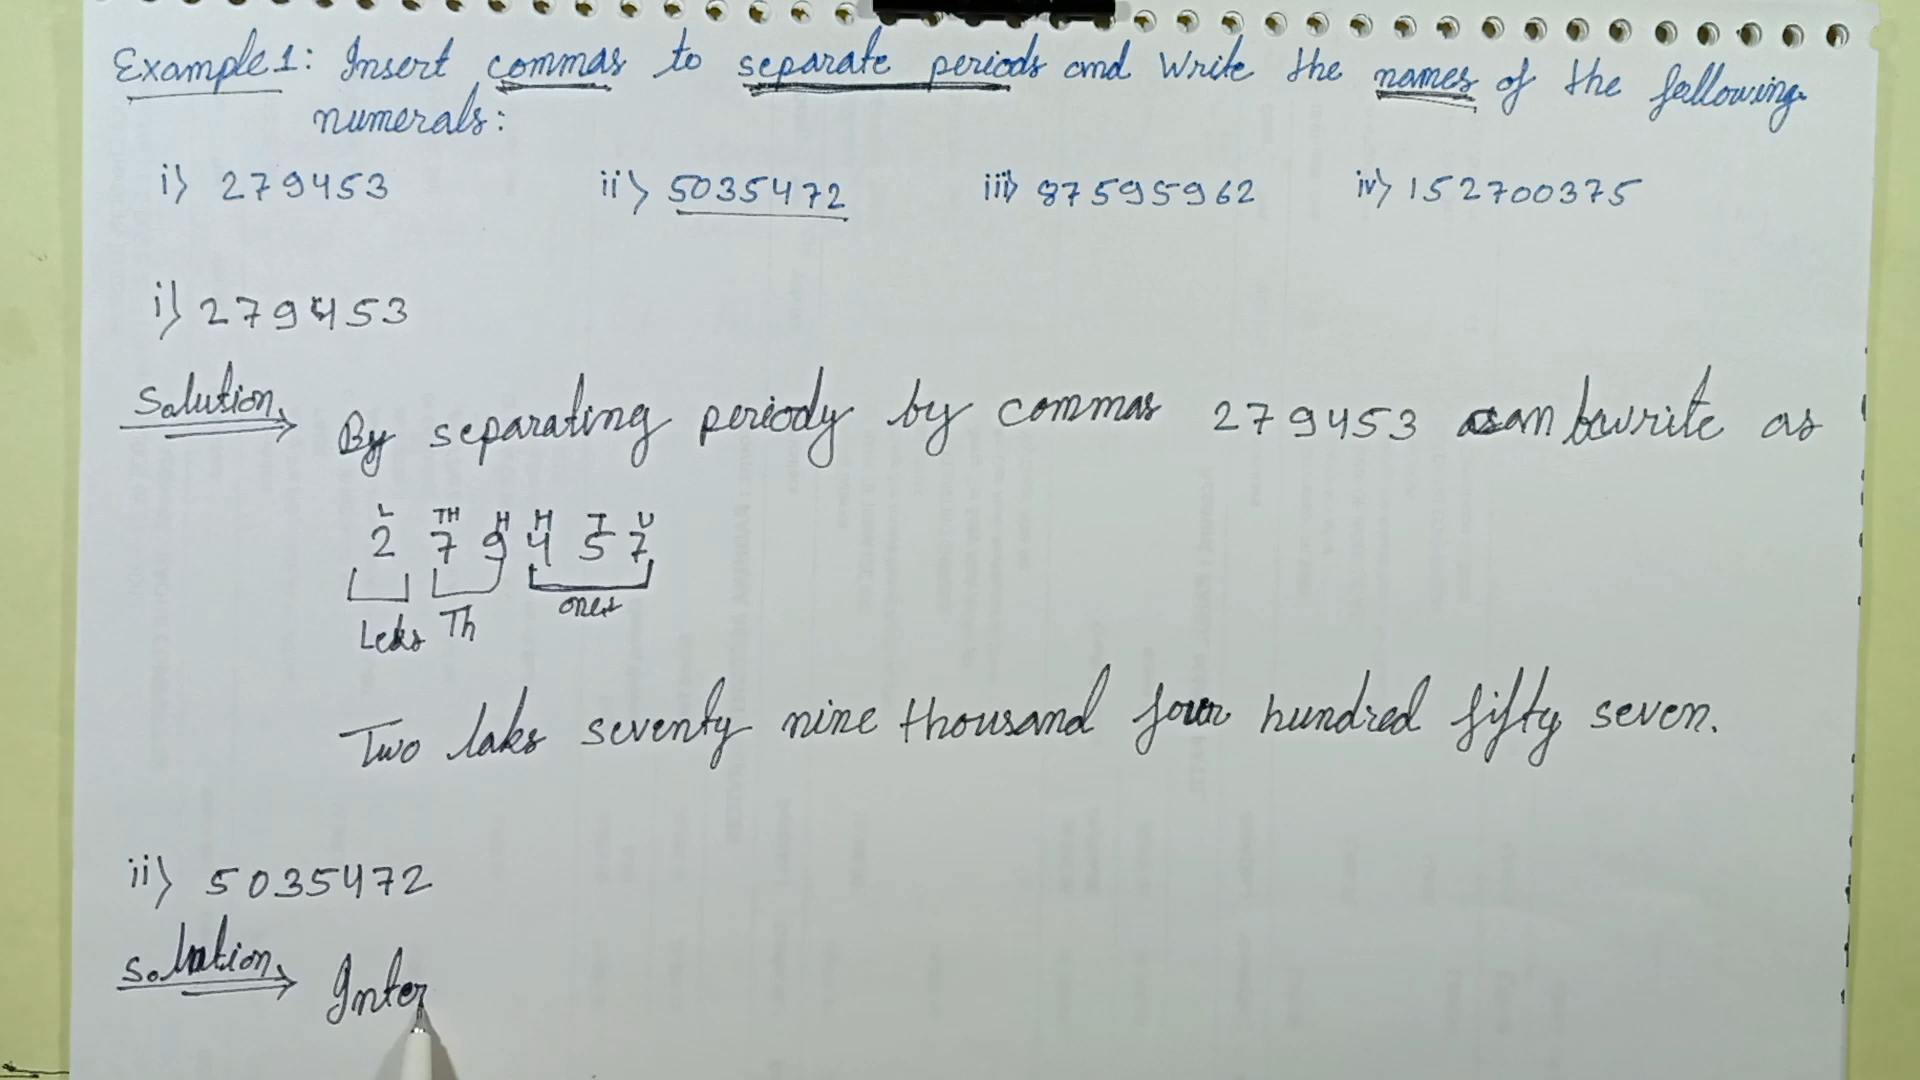 Example 1: Insert commas to separate periods and Write the names of the following
numerals:
i) 279453 ii) 5035472 iii) 87595962 iv) 152700375
i) 279453
Solution
By separating periody by commas 279453 can be write as
L TH H H T U
2 7 9 4 5 7
Leks Th ones
Two laks seventy nine thousand four hundred fifty seven.
ii) 5035472
Solution Inter